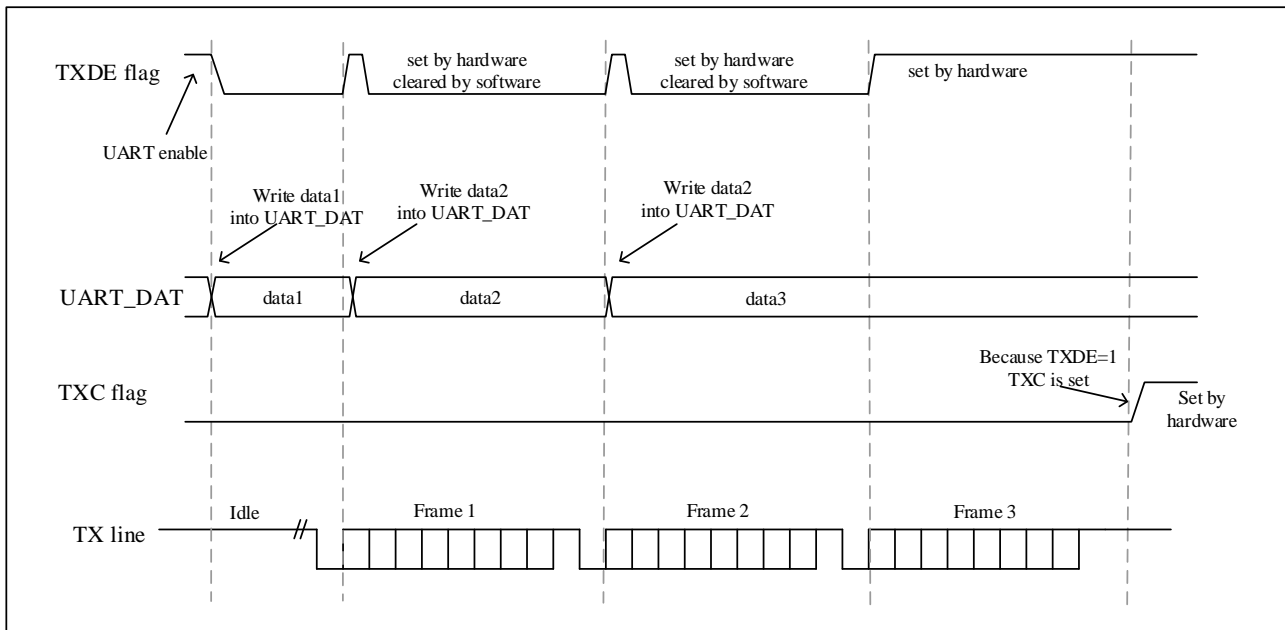 TXDE flag
set by hardware
cleared by software
set by hardware
cleared by software
set by hardware
UART enable
Write data1
into UART_DAT
Write data2
into UART_DAT
Write data2
into UART_DAT
UART_DAT
data1
data2
data3
Because TXDE=1
TXC is set
TXC flag
Set by
hardware
Idle
Frame 1
Frame 2
Frame 3
TX line